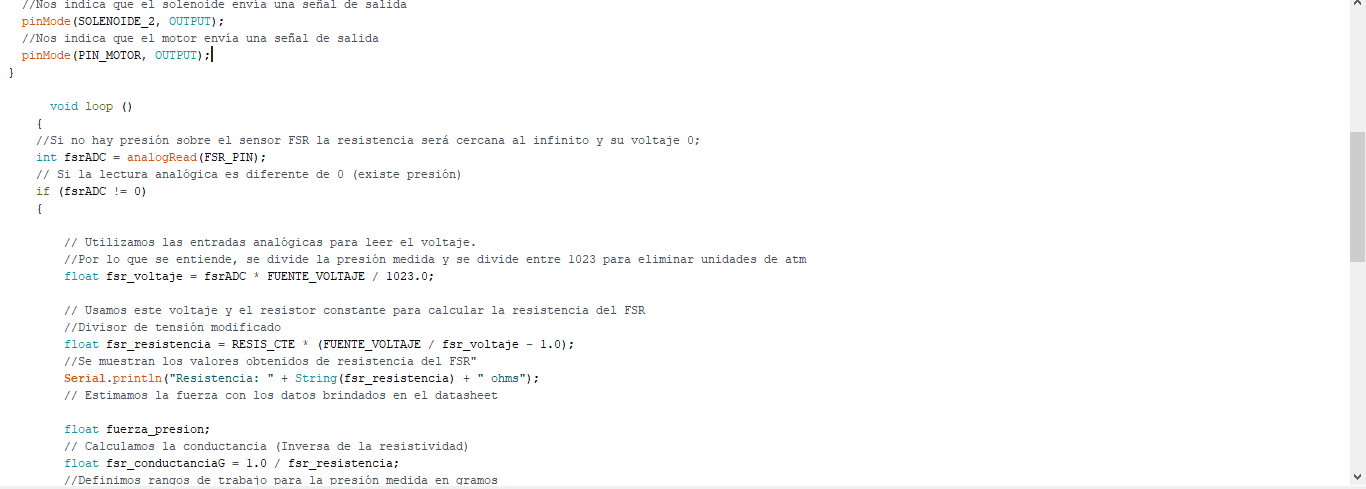 //Nos indica que el solenoide envía una señal de salida
pinMode(SOLENOIDE_2, OUTPUT);
//Nos indica que el motor envía una señal de salida
pinMode(PIN_MOTOR, OUTPUT);
}
void loop ()
{
//Si no hay presión sobre el sensor FSR la resistencia será cercana al infinito y su voltaje 0;
int fsrADC = analogRead(FSR_PIN);
// Si la lectura analógica es diferente de 0 (existe presión)
if (fsrADC != 0)
{
// Utilizamos las entradas analógicas para leer el voltaje.
//Por lo que se entiende, se divide la presión medida y se divide entre 1023 para eliminar unidades de atm
float fsr_voltaje = fsrADC * FUENTE_VOLTAJE / 1023.0;
// Usamos este voltaje y el resistor constante para calcular la resistencia del FSR
//Divisor de tensión modificado
float fsr_resistencia = RESIS_CTE * (FUENTE_VOLTAJE / fsr_voltaje - 1.0);
//Se muestran los valores obtenidos de resistencia del FSR"
Serial.println("Resistencia: " + String(fsr_resistencia) + " ohms");
// Estimamos la fuerza con los datos brindados en el datasheet
float fuerza_presion;
// Calculamos la conductancia (Inversa de la resistividad)
float fsr_conductanciaG = 1.0 / fsr_resistencia;
//Definimos rangos de trabajo para la presión medida en gramos